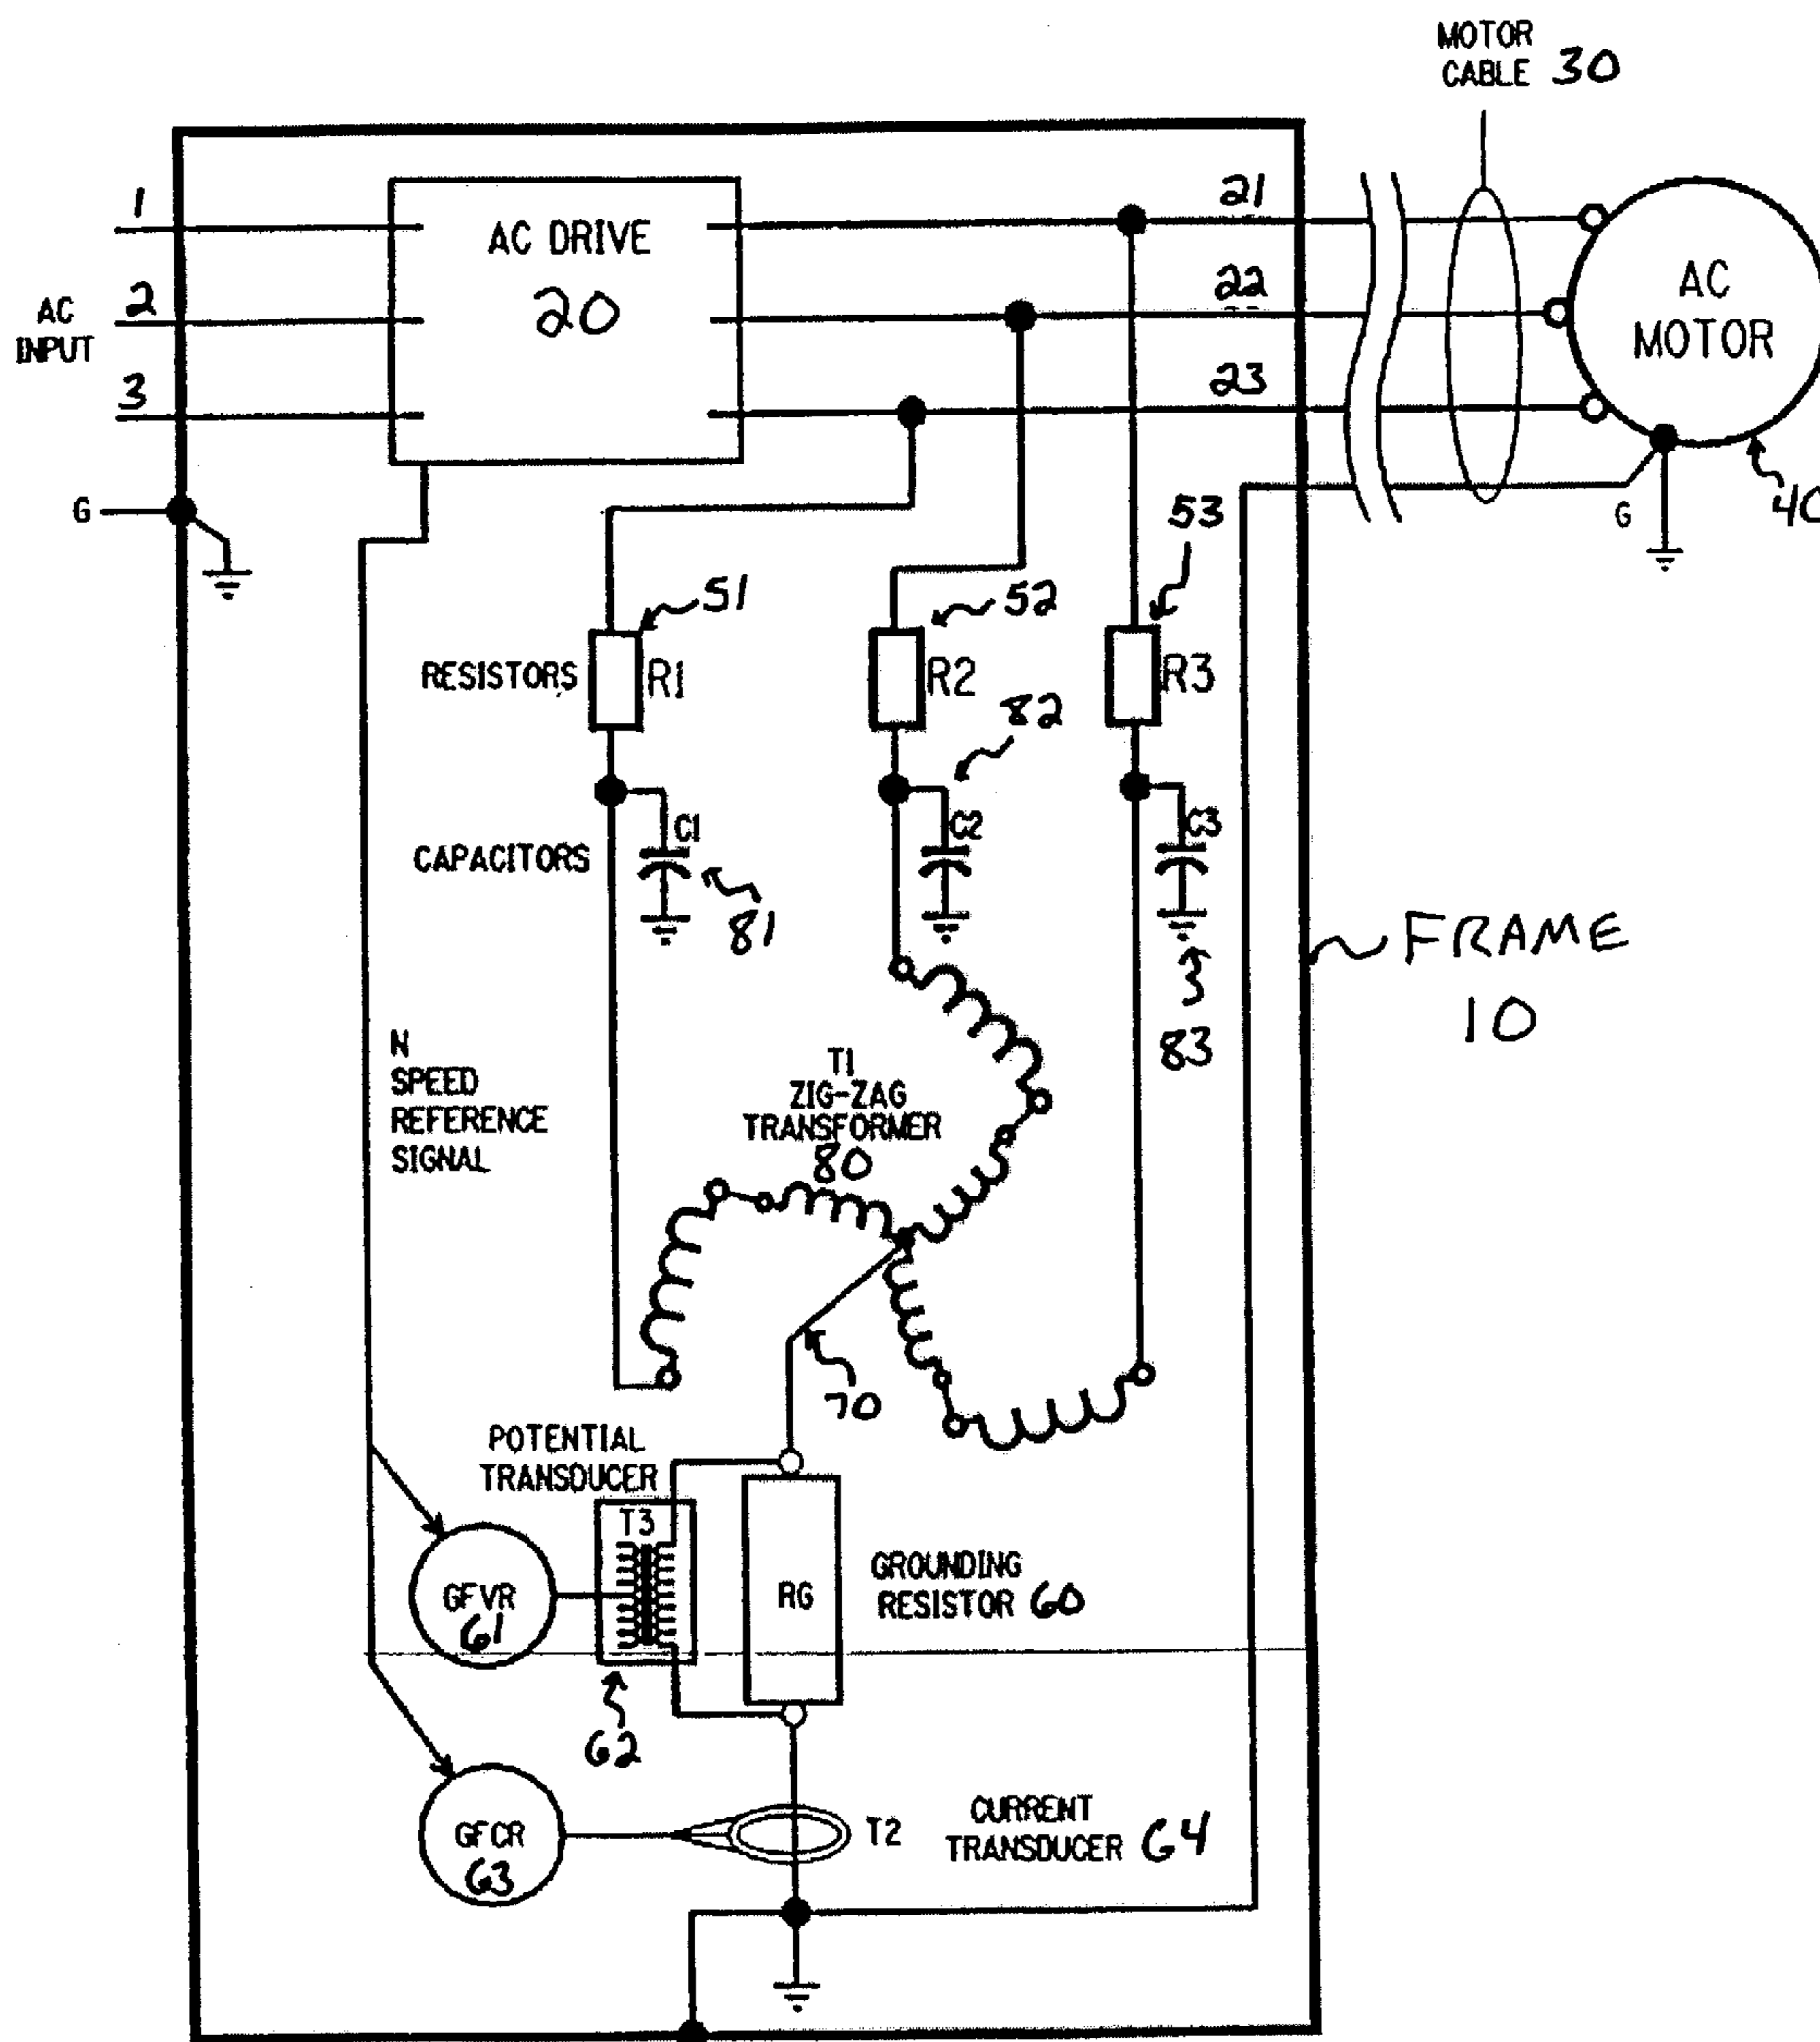 MOTOR
CABLE 30
1
AC DRIVE
20
21
AC
INPUT
2
22
AC
MOTOR
3
23
G
G
40
53
51
52
RESISTORS
R1
R2
R3
82
CAPACITORS
C1
C2
C3
81
FRAME
10
83
N
SPEED
REFERENCE
SIGNAL
T1
ZIG-ZAG
TRANSFORMER
80
70
POTENTIAL
TRANSDUCER
T3
GFVR
61
RG
GROUNDING
RESISTOR 60
62
GFCR
63
T2
CURRENT
TRANSDUCER 64